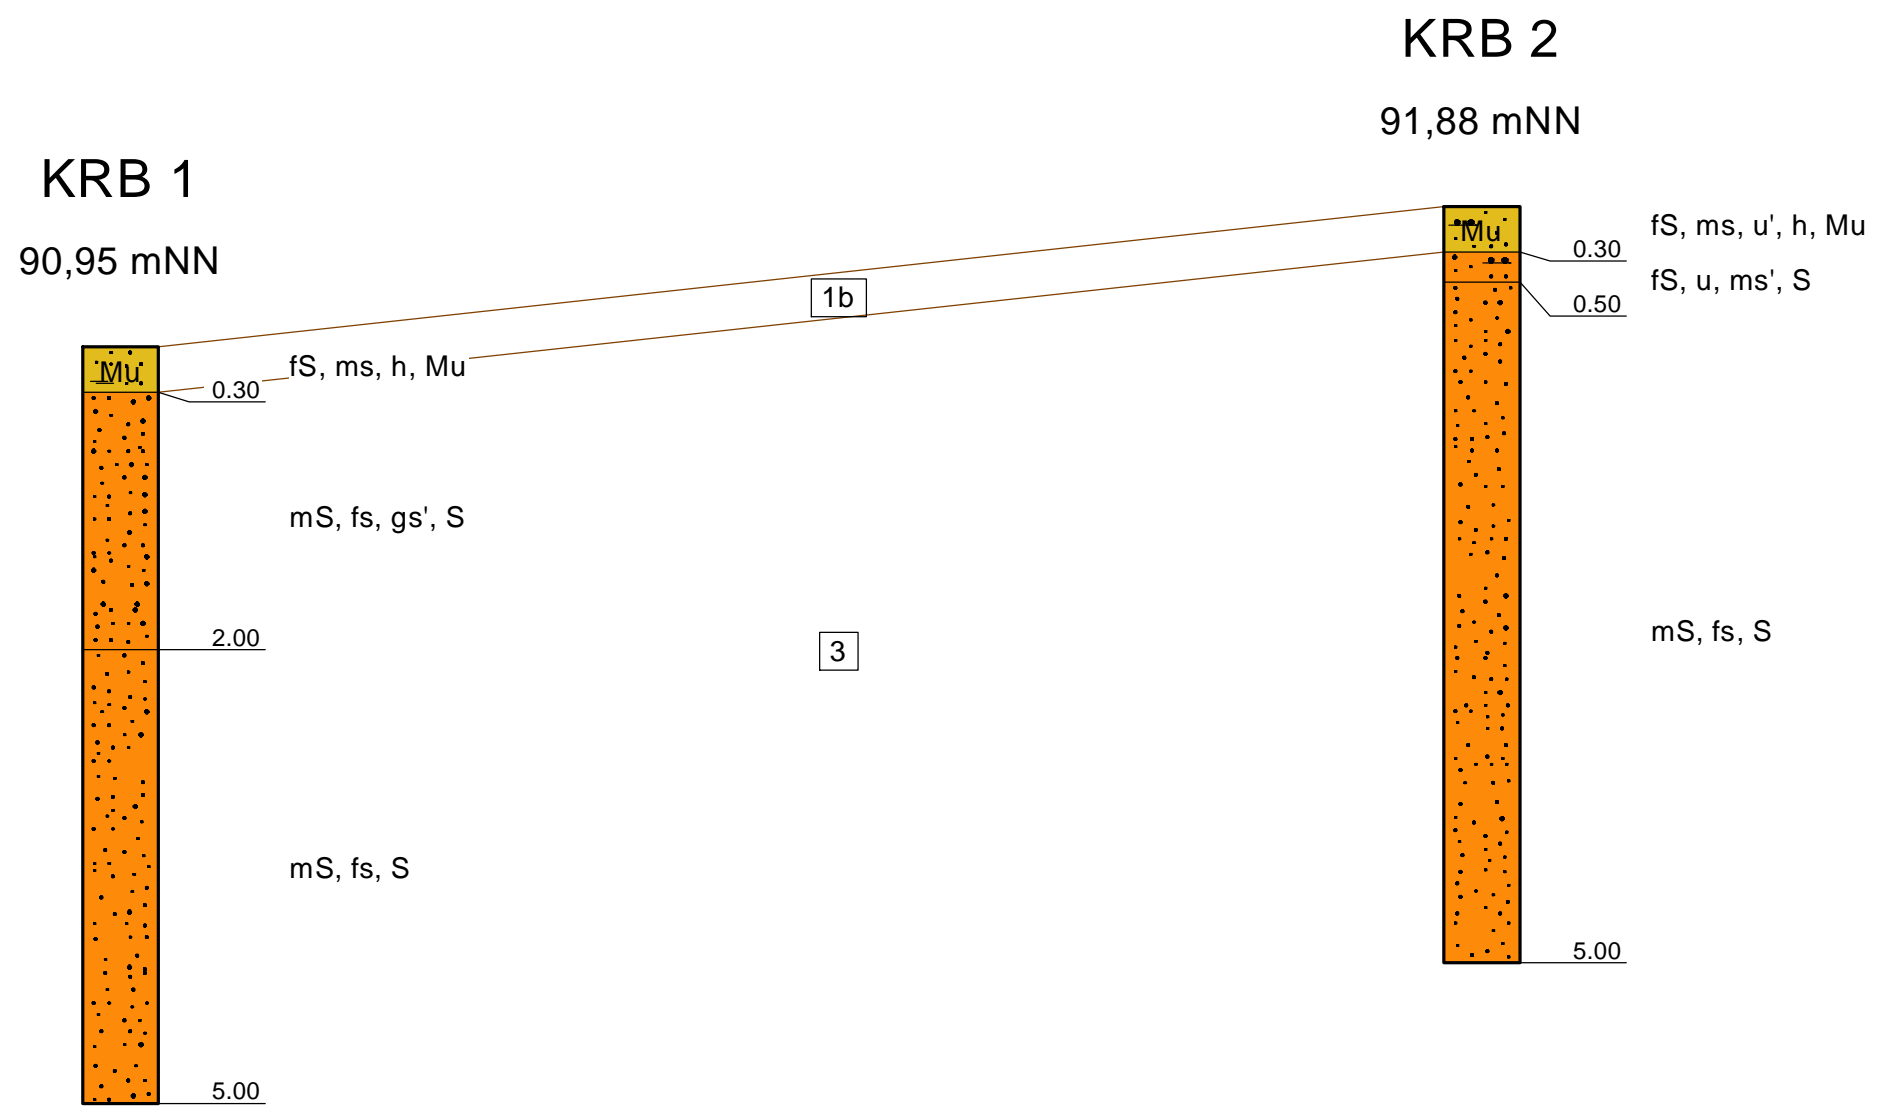 KRB 2
91,88 mNN
KRB 1
90,95 mNN
Mu
fS, ms, u', h, Mu
0.30
fS, u, ms', S
0.50
1b
Mu
fS, ms, h, Mu
0.30
mS, fs, gs', S
2.00
3
mS, fs, S
mS, fs, S
5.00
5.00